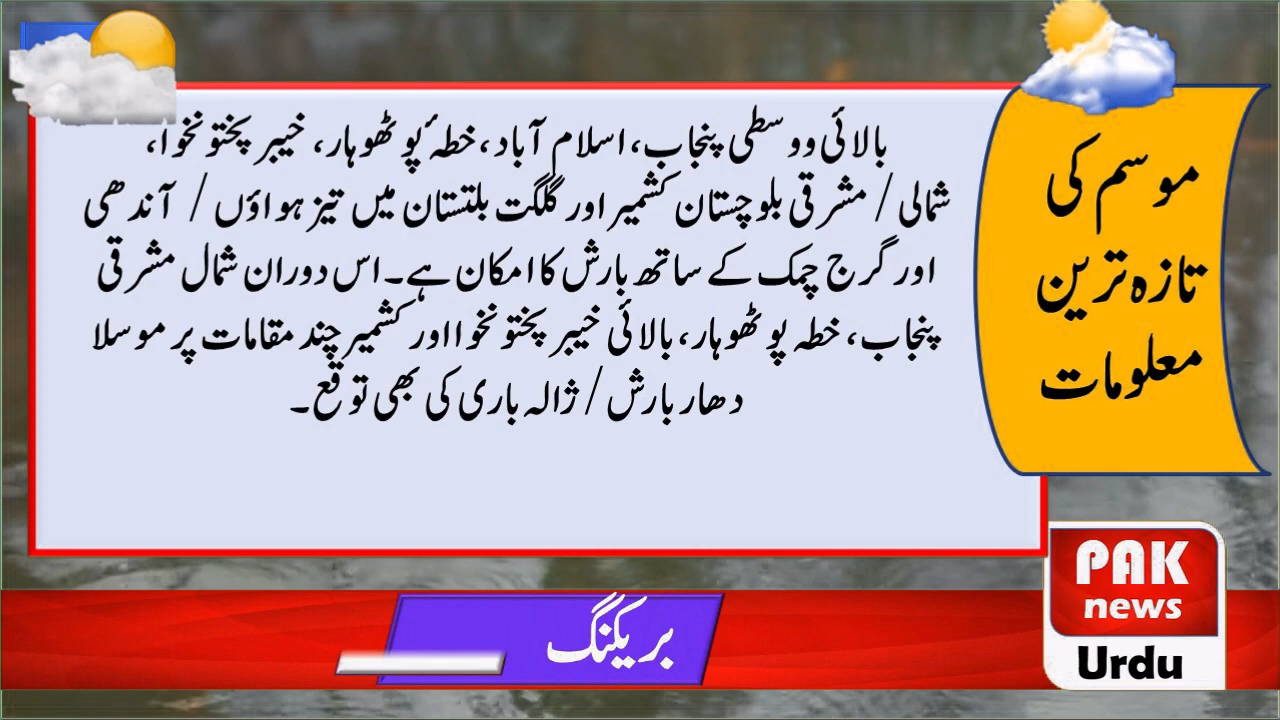 موسم کی
تازہ ترین
معلومات
بالائی ووسطی پنجاب، اسلام آباد، خطۂ پوٹھوہار، خیبر پختونخوا،
شمالی / مشرقی بلوچستان کشمیر اور گلگت بلتستان میں تیز ہواؤں / آندھی
اور گرج چمک کے ساتھ بارش کا امکان ہے۔ اس دوران شمال مشرقی
پنجاب، خطہ پوٹھوہار، بالائی خیبر پختونخوا اور کشمیر چند مقامات پر موسلا
دھار بارش / ژالہ باری کی بھی توقع۔
بریکنگ
PAK
news
Urdu